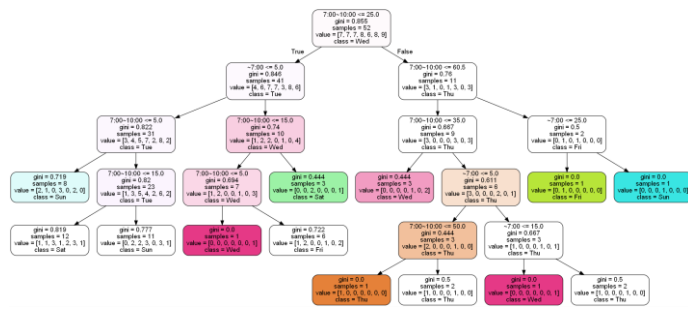 7:00~10:00 <= 25.0
gini = 0.855
samples = 52
value = [7, 7, 7, 8, 6, 8, 9]
class = Wed
True
False
~7:00 <= 5.0
gini = 0.846
samples = 41
value = [4, 6, 7, 7, 3, 8, 6]
class = Tue
7:00~10:00 <= 60.5
gini = 0.76
samples = 11
value = [3, 1, 0, 1, 3, 0, 3]
class = Thu
7:00~10:00 <= 5.0
gini = 0.822
samples = 31
value = [3, 4, 5, 7, 2, 8, 2]
class = Tue
7:00~10:00 <= 15.0
gini = 0.74
samples = 10
value = [1, 2, 2, 0, 1, 0, 4]
class = Wed
7:00~10:00 <= 35.0
gini = 0.667
samples = 9
value = [3, 0, 0, 0, 3, 0, 3]
class = Thu
~7:00 <= 25.0
gini = 0.5
samples = 2
value = [0, 1, 0, 1, 0, 0, 0]
class = Fri
gini = 0.719
samples = 8
value = [2, 1, 0, 3, 0, 2, 0]
class = Sun
7:00~10:00 <= 15.0
gini = 0.82
samples = 23
value = [1, 3, 5, 4, 2, 6, 2]
class = Tue
7:00~10:00 <= 5.0
gini = 0.694
samples = 7
value = [1, 2, 0, 0, 1, 0, 3]
class = Wed
gini = 0.444
samples = 3
value = [0, 0, 2, 0, 0, 0, 1]
class = Sat
gini = 0.444
samples = 3
value = [0, 0, 0, 0, 1, 0, 2]
class = Wed
~7:00 <= 5.0
gini = 0.611
samples = 6
value = [3, 0, 0, 0, 2, 0, 1]
class = Thu
gini = 0.0
samples = 1
value = [0, 1, 0, 0, 0, 0, 0]
class = Fri
gini = 0.0
samples = 1
value = [0, 0, 0, 1, 0, 0, 0]
class = Sun
gini = 0.819
samples = 12
value = [1, 1, 3, 1, 2, 3, 1]
class = Sat
gini = 0.777
samples = 11
value = [0, 2, 2, 3, 0, 3, 1]
class = Sun
gini = 0.0
samples = 1
value = [0, 0, 0, 0, 0, 0, 1]
class = Wed
gini = 0.722
samples = 6
value = [1, 2, 0, 0, 1, 0, 2]
class = Fri
7:00~10:00 <= 50.0
gini = 0.444
samples = 3
value = [2, 0, 0, 0, 1, 0, 0]
class = Thu
~7:00 <= 15.0
gini = 0.667
samples = 3
value = [1, 0, 0, 0, 1, 0, 1]
class = Thu
gini = 0.0
samples = 1
value = [1, 0, 0, 0, 0, 0, 0]
class = Thu
gini = 0.5
samples = 2
value = [1, 0, 0, 0, 1, 0, 0]
class = Thu
gini = 0.0
samples = 1
value = [0, 0, 0, 0, 0, 0, 1]
class = Wed
gini = 0.5
samples = 2
value = [1, 0, 0, 0, 1, 0, 0]
class = Thu